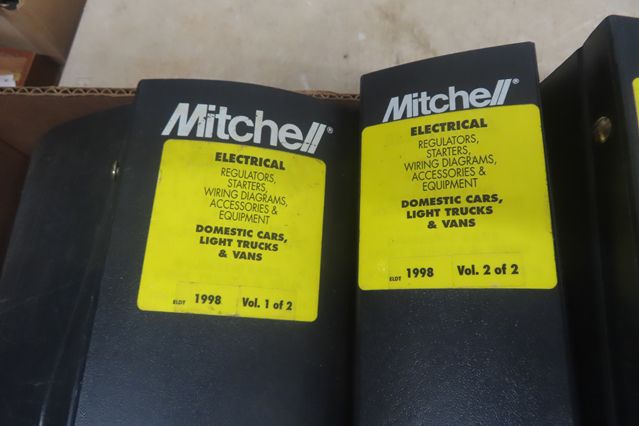 Mitchell®
ELECTRICAL
REGULATORS,
STARTERS,
WIRING DIAGRAMS,
ACCESSORIES &
EQUIPMENT
DOMESTIC CARS,
LIGHT TRUCKS
& VANS
ELDT 1998 Vol. 1 of 2
Mitchell®
ELECTRICAL
REGULATORS,
STARTERS,
WIRING DIAGRAMS,
ACCESSORIES &
EQUIPMENT
DOMESTIC CARS,
LIGHT TRUCKS
& VANS
ELDT 1998 Vol. 2 of 2